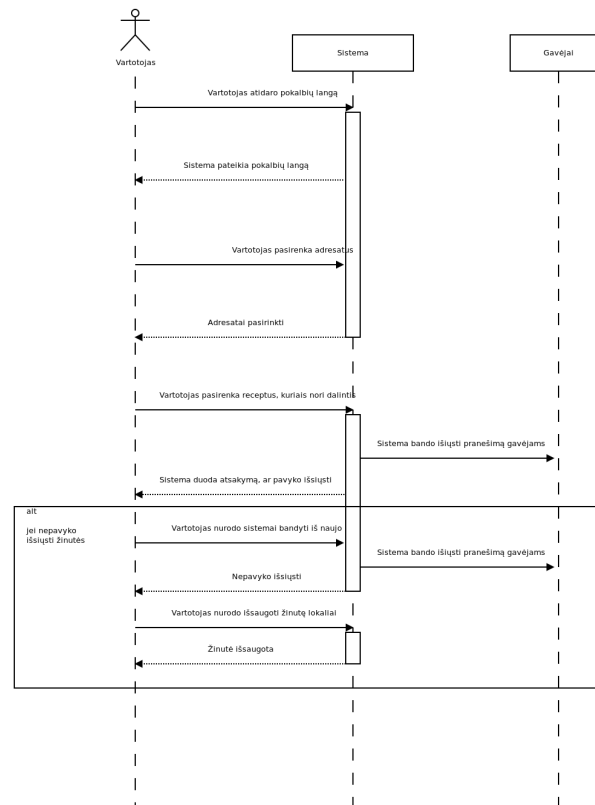 Vartotojas
Sistema
Gavėjai
Vartotojas atidaro pokalbių langą
Sistema pateikia pokalbių langą
Vartotojas pasirenka adresatus
Adresatai pasirinkti
Vartotojas pasirenka receptus, kuriais nori dalintis
Sistema bando išiųsti pranešimą gavėjams
Sistema duoda atsakymą, ar pavyko išsiųsti
alt
jei nepavyko
išsiųsti žinutės
Vartotojas nurodo sistemai bandyti iš naujo
Sistema bando išiųsti pranešimą gavėjams
Nepavyko išsiųsti
Vartotojas nurodo išsaugoti žinutę lokaliai
Žinutė išsaugota